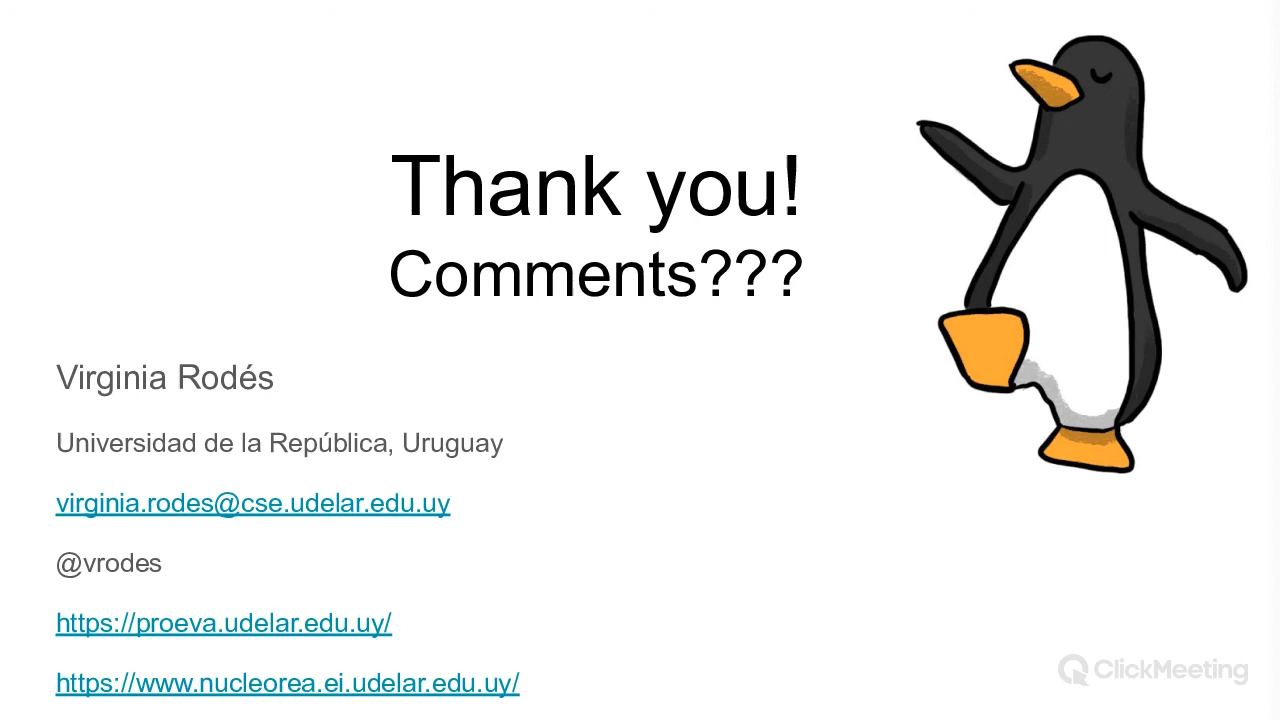 Thank you!
Comments???
Virginia Rodés
Universidad de la República, Uruguay
virginia.rodes@cse.udelar.edu.uy
@vrodes
https://proeva.udelar.edu.uy/
https://www.nucleorea.ei.udelar.edu.uy/
ClickMeeting